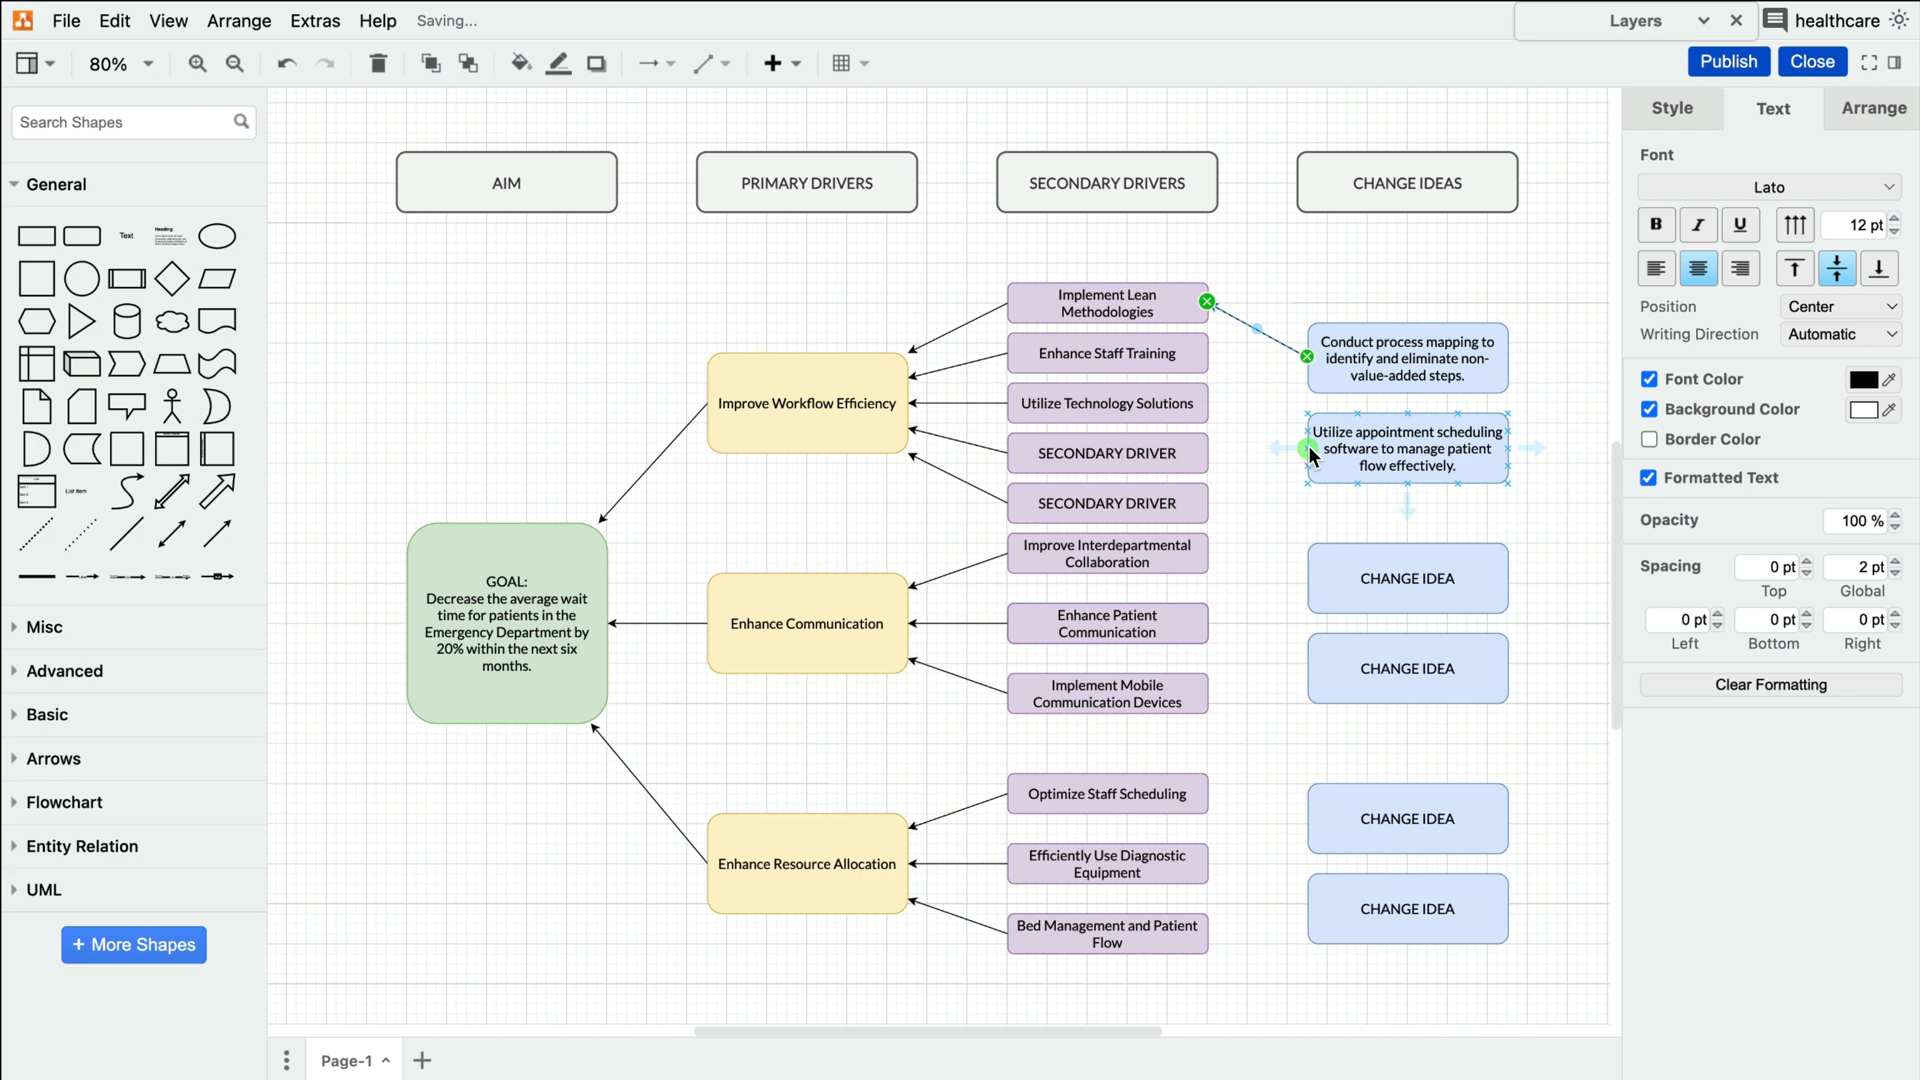 File Edit View Arrange Extras Help Saving...
Layers
healthcare
80%
Publish
Close
Search Shapes
General
Text
Heading
List Item
Misc
Advanced
Basic
Arrows
Flowchart
Entity Relation
UML
+ More Shapes
AIM
PRIMARY DRIVERS
SECONDARY DRIVERS
CHANGE IDEAS
GOAL:
Decrease the average wait
time for patients in the
Emergency Department by
20% within the next six
months.
Improve Workflow Efficiency
Enhance Communication
Enhance Resource Allocation
Implement Lean
Methodologies
Enhance Staff Training
Utilize Technology Solutions
SECONDARY DRIVER
SECONDARY DRIVER
Improve Interdepartmental
Collaboration
Enhance Patient
Communication
Implement Mobile
Communication Devices
Optimize Staff Scheduling
Efficiently Use Diagnostic
Equipment
Bed Management and Patient
Flow
Conduct process mapping to
identify and eliminate non-
value-added steps.
Utilize appointment scheduling
software to manage patient
flow effectively.
CHANGE IDEA
CHANGE IDEA
CHANGE IDEA
CHANGE IDEA
Page-1
Style Text Arrange
Font
Lato
B I U 12 pt
Position Center
Writing Direction Automatic
Font Color
Background Color
Border Color
Formatted Text
Opacity 100 %
Spacing 0 pt 2 pt
Top Global
0 pt 0 pt 0 pt
Left Bottom Right
Clear Formatting